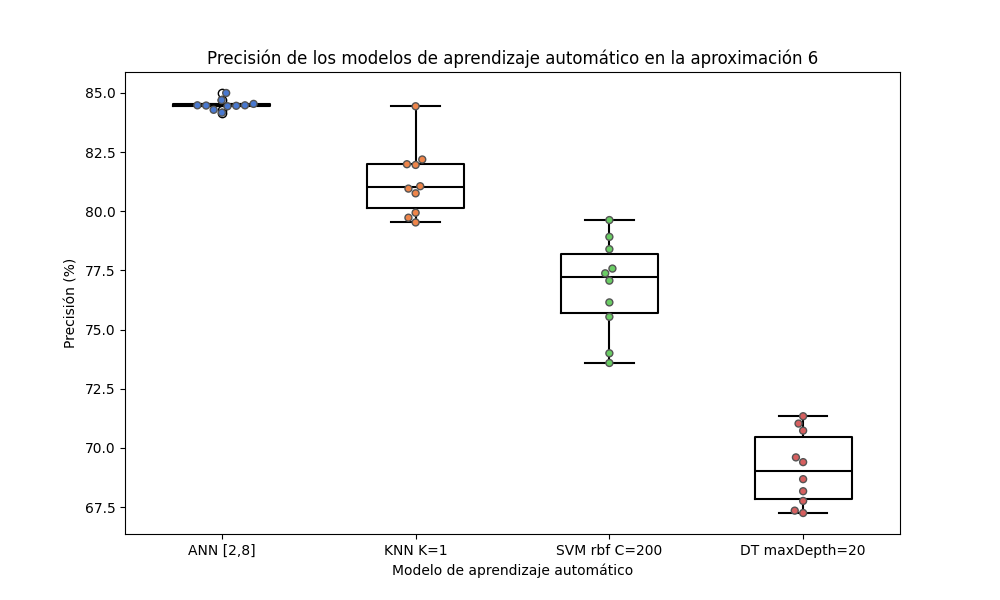 Precisión de los modelos de aprendizaje automático en la aproximación 6
Precisión (%)
85.0
82.5
80.0
77.5
75.0
72.5
70.0
67.5
ANN [2,8]
KNN K=1
SVM rbf C=200
DT maxDepth=20
Modelo de aprendizaje automático